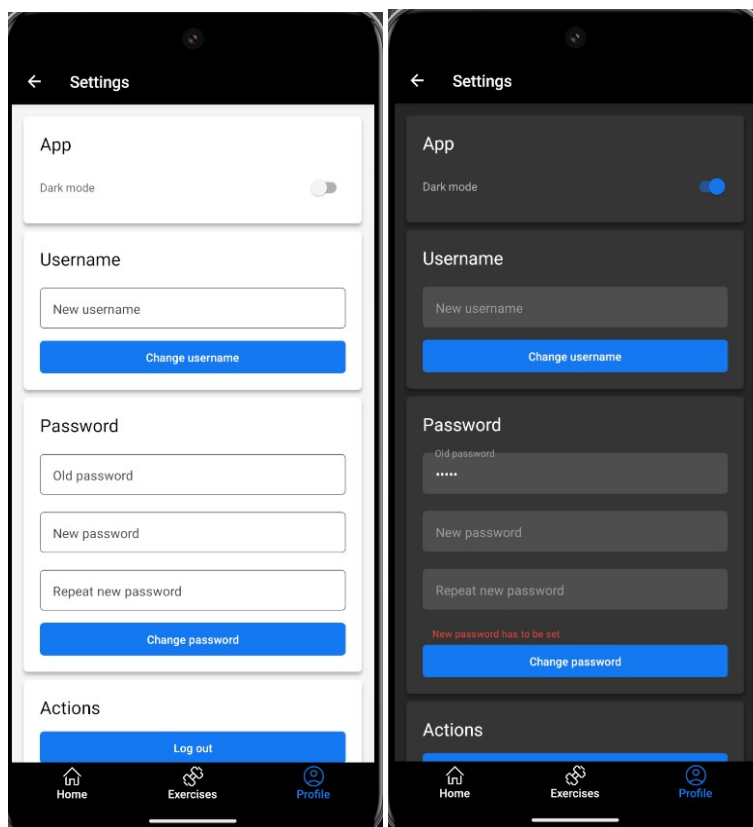 Settings
App
Dark mode
Username
New username
Change username
Password
Old password
New password
Repeat new password
Change password
Actions
Log out
Home Exercises Profile
Settings
App
Dark mode
Username
New username
Change username
Password
Old password
•••••
New password
Repeat new password
New password has to be set
Change password
Actions
Home Exercises Profile